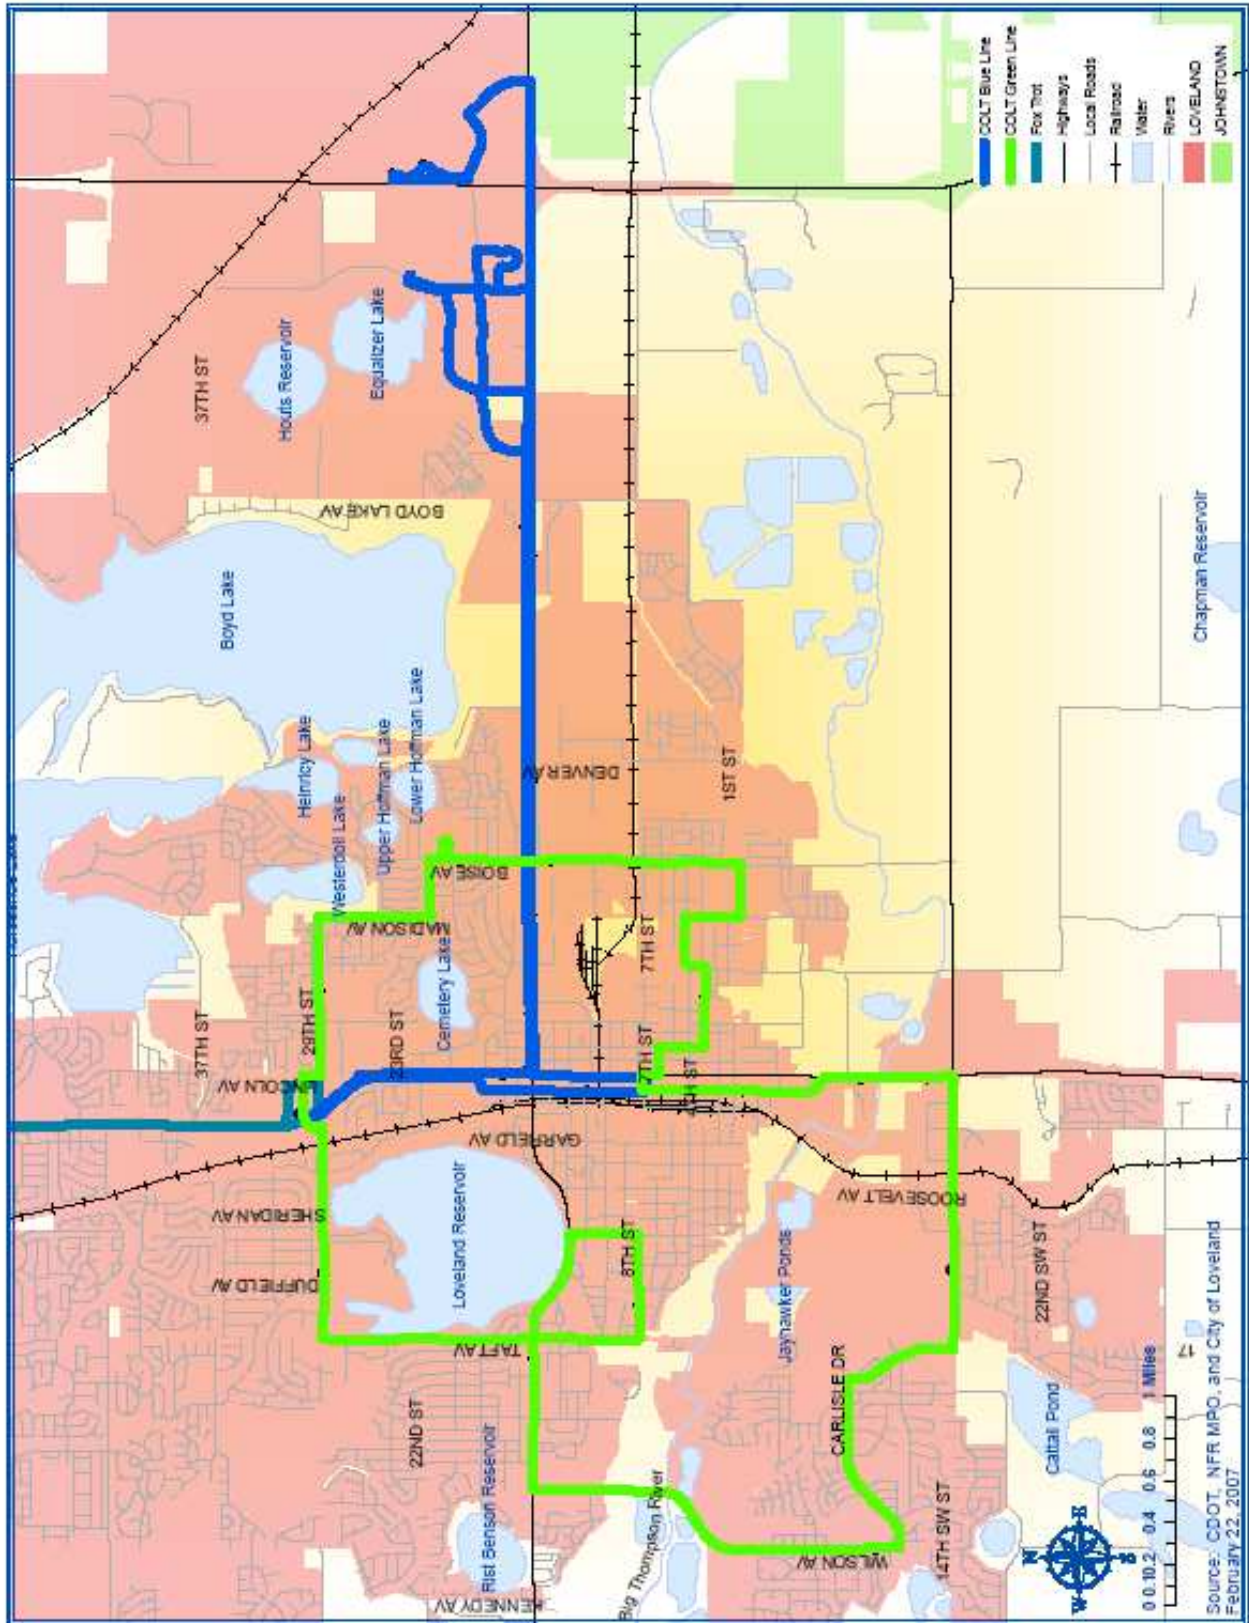 37TH ST
Houts Reservoir
Equalizer Lake
BOYD LAKE AV
Boyd Lake
Heinricy Lake
Westerdoll Lake
Upper Hoffman Lake
Lower Hoffman Lake
DENVER AV
1ST ST
BOISE AV
MADISON AV
Cemetery Lake
7TH ST
29TH ST
37TH ST
23RD ST
LINCOLN AV
7TH ST
4TH ST
GARFIELD AV
SHERIDAN AV
Loveland Reservoir
8TH ST
ROOSEVELT AV
DUFFIELD AV
TAFT AV
Jayhawker Ponds
22ND SW ST
22ND ST
CARLISLE DR
17
Rist Benson Reservoir
Big Thompson River
Cattail Pond
WILSON AV
14TH SW ST
KENNEDY AV
Chapman Reservoir
COLT Blue Line
COLT Green Line
Fox Trot
Highways
Local Roads
Railroad
Water
Rivers
LOVELAND
JOHNSTOWN
N
W
E
S
0 0.10.2 0.4 0.6 0.8 1 Miles
Source: CDOT, NFR MPO, and City of Loveland
February 22, 2007